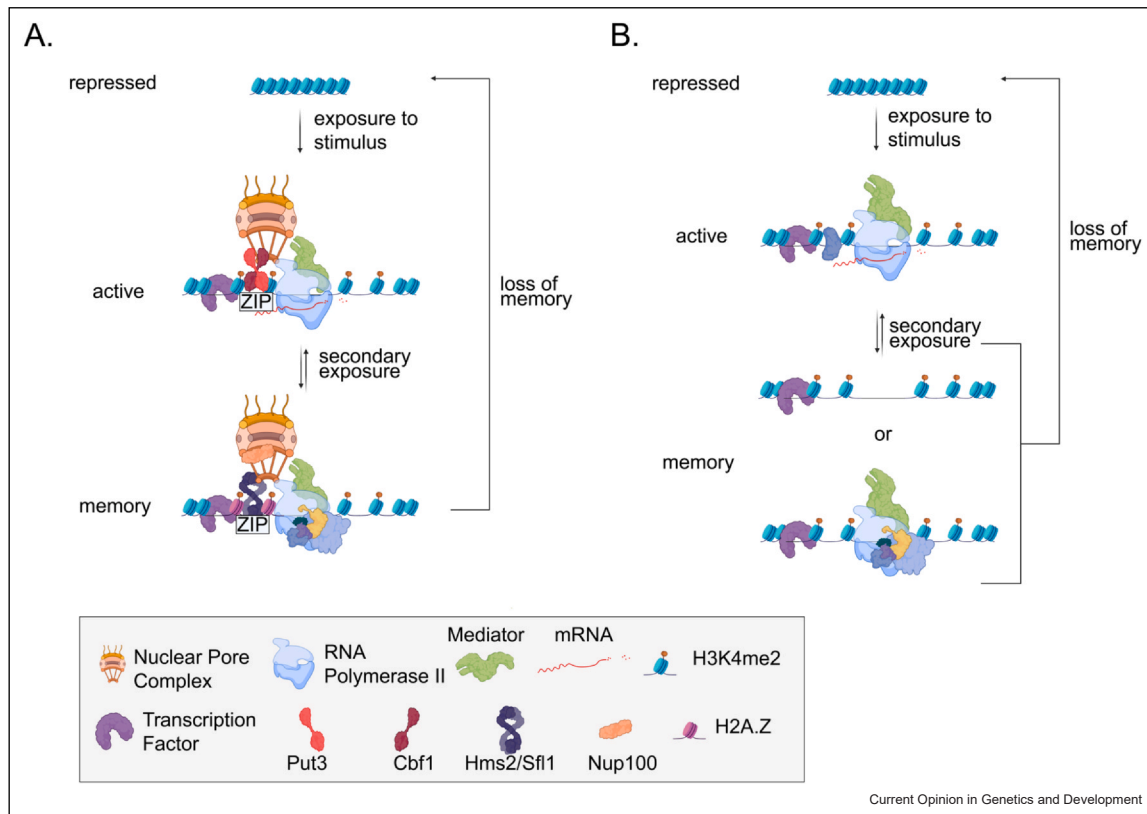 A.
repressed
exposure to
stimulus
active
ZIP
loss of
memory
secondary
exposure
memory
ZIP
B.
repressed
exposure to
stimulus
active
loss of
memory
secondary
exposure
or
memory
Nuclear Pore
Complex
RNA
Polymerase II
Mediator
mRNA
H3K4me2
Transcription
Factor
Put3
Cbf1
Hms2/Sfl1
Nup100
H2A.Z
Current Opinion in Genetics and Development